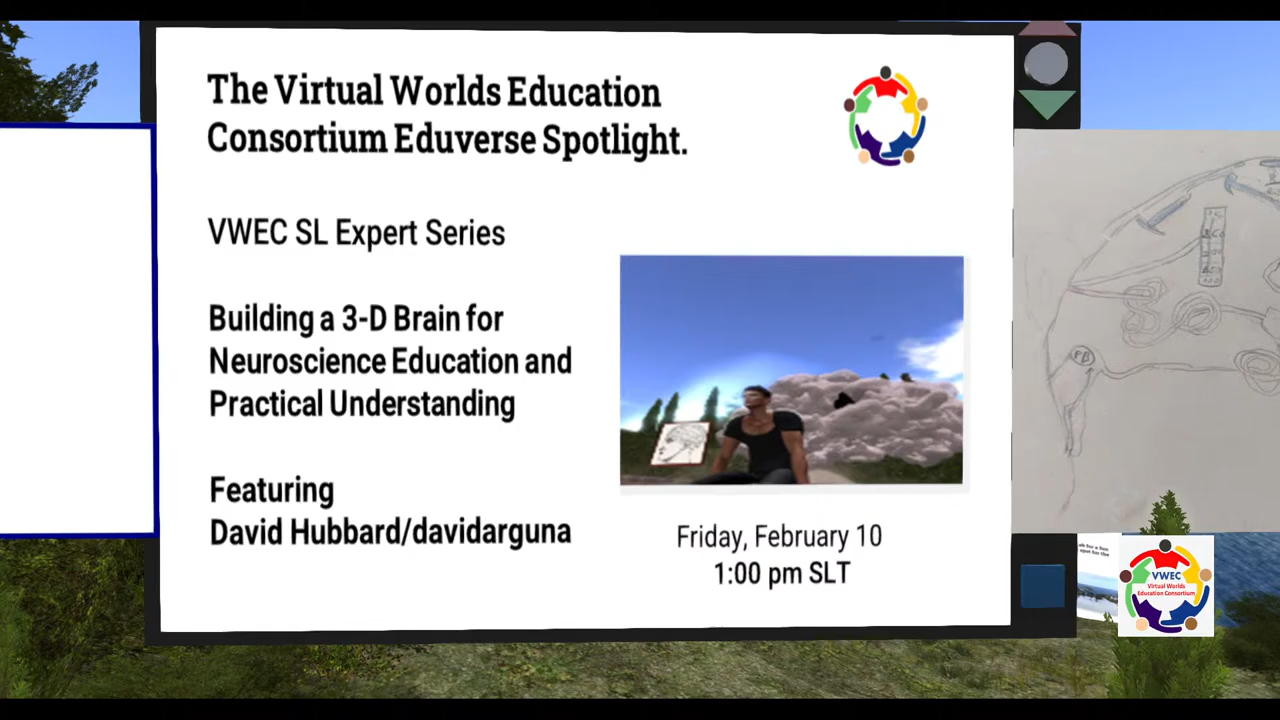 The Virtual Worlds Education
Consortium Eduverse Spotlight.
VWEC SL Expert Series
Building a 3-D Brain for
Neuroscience Education and
Practical Understanding
Featuring
David Hubbard/davidarguna
Friday, February 10
1:00 pm SLT
VWEC
Virtual Worlds
Education Consortium